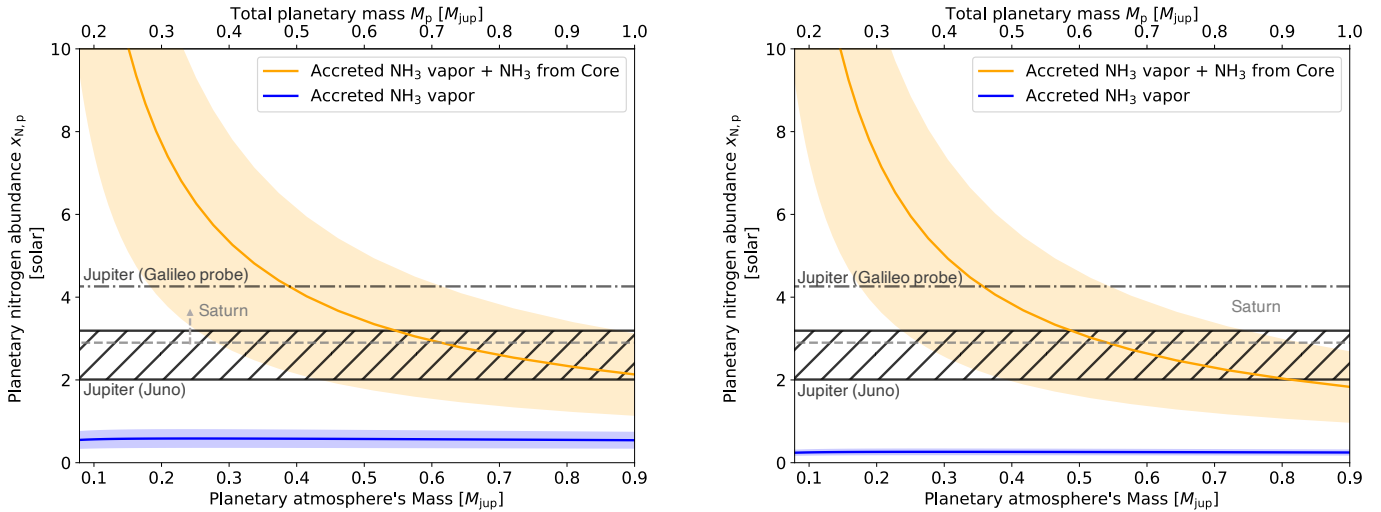 Total planetary mass Mₚ [M_jup]
0.2 0.3 0.4 0.5 0.6 0.7 0.8 0.9 1.0
10
8
6
4
2
0
Planetary nitrogen abundance x_N,p
[solar]
Accreted NH₃ vapor + NH₃ from Core
Accreted NH₃ vapor
Jupiter (Galileo probe)
Saturn
Jupiter (Juno)
0.1 0.2 0.3 0.4 0.5 0.6 0.7 0.8 0.9
Planetary atmosphere's Mass [M_jup]
Total planetary mass Mₚ [M_jup]
0.2 0.3 0.4 0.5 0.6 0.7 0.8 0.9 1.0
10
8
6
4
2
0
Planetary nitrogen abundance x_N,p
[solar]
Accreted NH₃ vapor + NH₃ from Core
Accreted NH₃ vapor
Jupiter (Galileo probe)
Saturn
Jupiter (Juno)
0.1 0.2 0.3 0.4 0.5 0.6 0.7 0.8 0.9
Planetary atmosphere's Mass [M_jup]